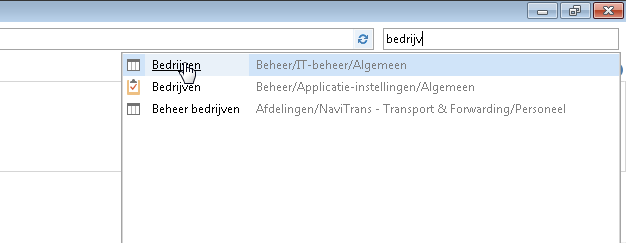 bedrijv
Bedrijven Beheer/IT-beheer/Algemeen
Bedrijven Beheer/Applicatie-instellingen/Algemeen
Beheer bedrijven Afdelingen/NaviTrans - Transport & Forwarding/Personeel